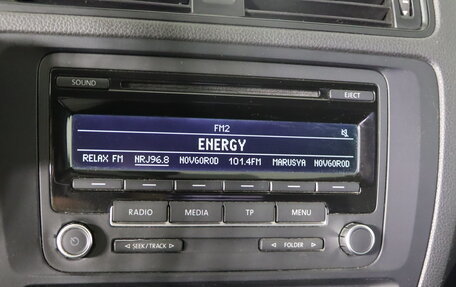 SOUND
EJECT
FM2
ENERGY
RELAX FM NRJ96.8 NOVGOROD 101.4FM MARUSYA NOVGOROD
RADIO MEDIA TP MENU
SEEK/TRACK
FOLDER